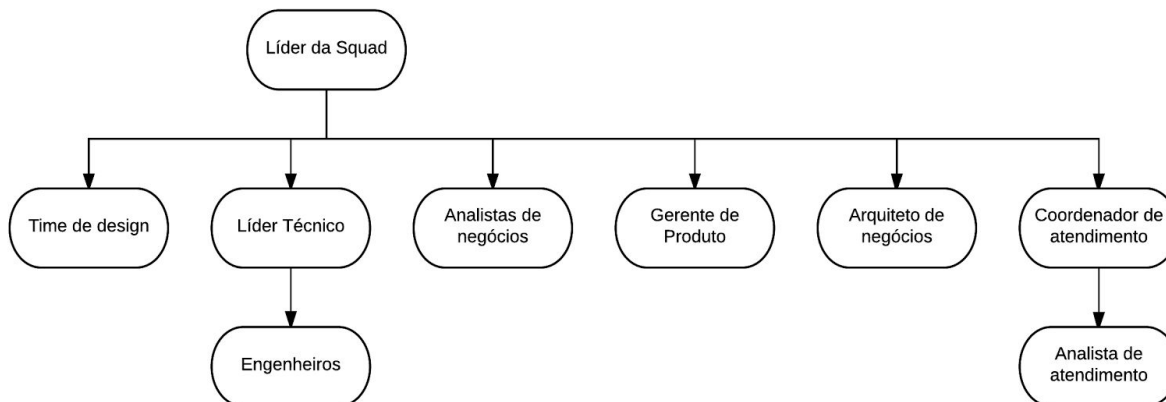 Líder da Squad
Time de design
Líder Técnico
Analistas de
negócios
Gerente de
Produto
Arquiteto de
negócios
Coordenador de
atendimento
Engenheiros
Analista de
atendimento